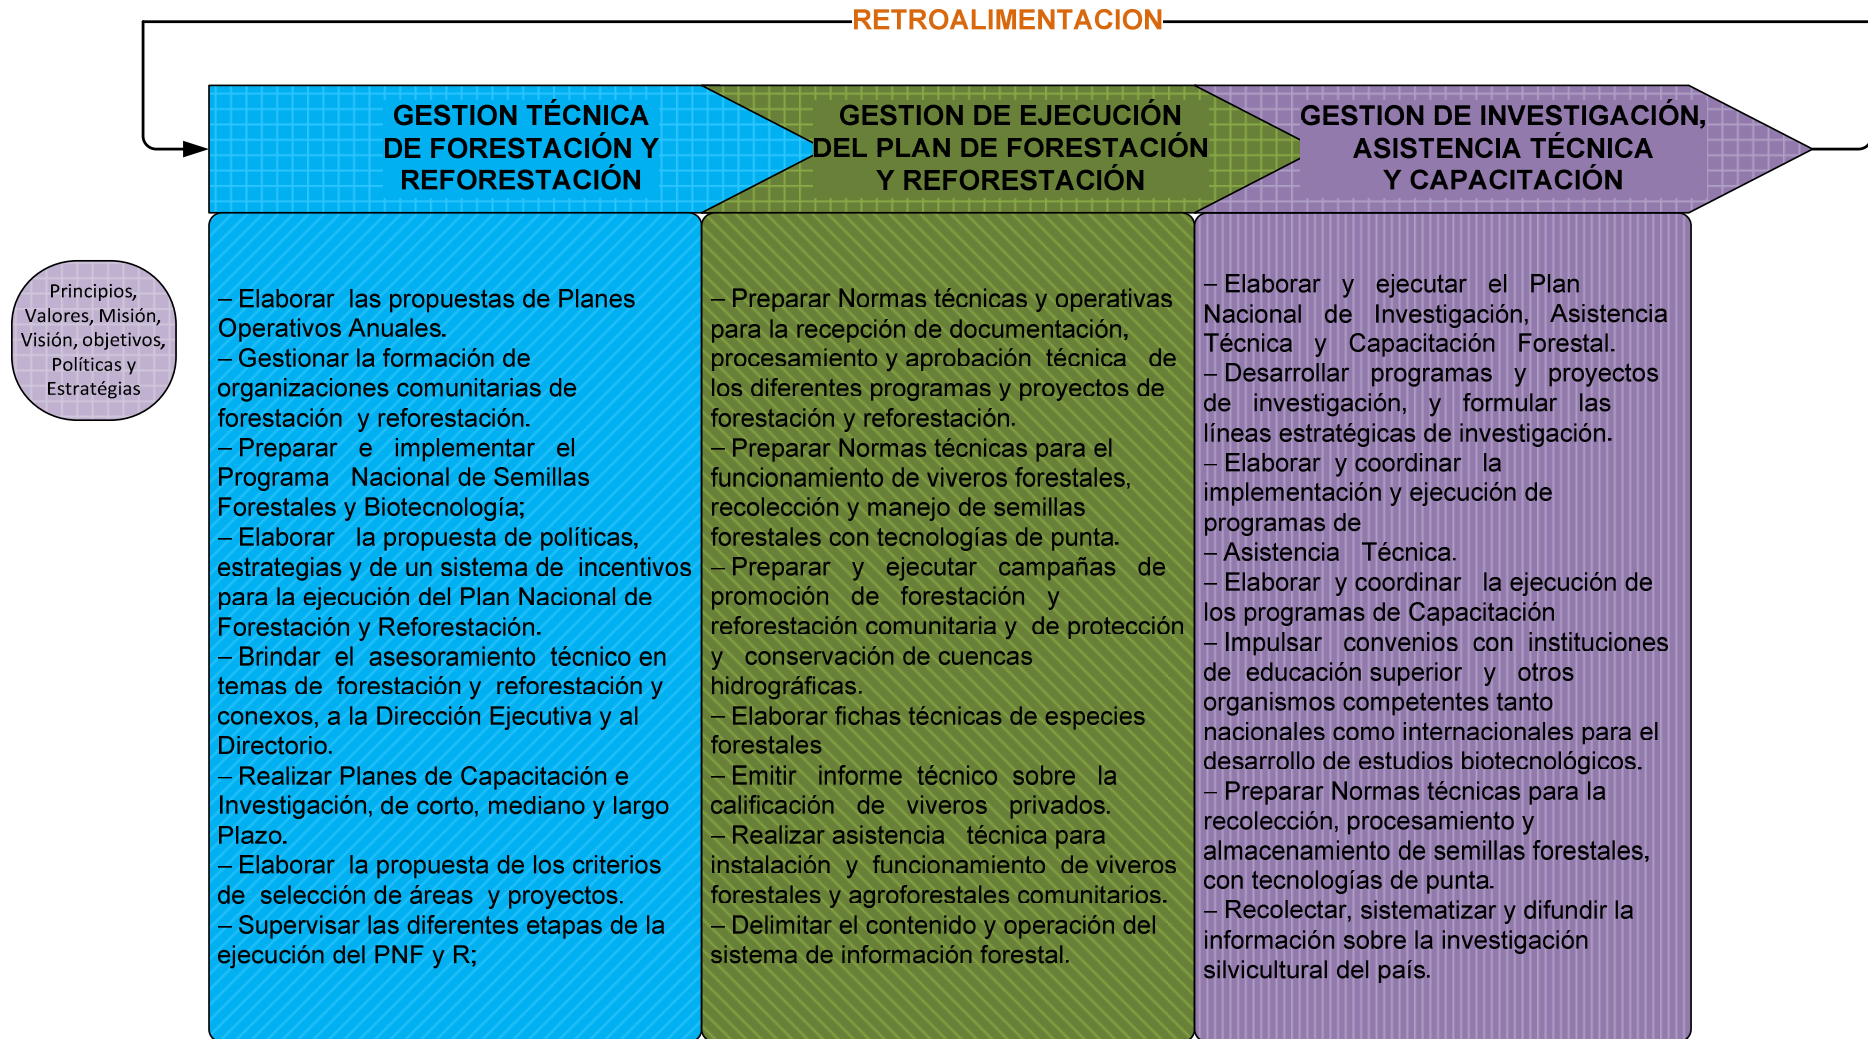 RETROALIMENTACION
GESTION TÉCNICA
DE FORESTACIÓN Y
REFORESTACIÓN
GESTION DE EJECUCIÓN
DEL PLAN DE FORESTACIÓN
Y REFORESTACIÓN
GESTION DE INVESTIGACIÓN,
ASISTENCIA TÉCNICA
Y CAPACITACIÓN
Principios,
Valores, Misión,
Visión, objetivos,
Políticas y
Estratégias
– Elaborar las propuestas de Planes
Operativos Anuales.
– Gestionar la formación de
organizaciones comunitarias de
forestación y reforestación.
– Preparar e implementar el
Programa Nacional de Semillas
Forestales y Biotecnología;
– Elaborar la propuesta de políticas,
estrategias y de un sistema de incentivos
para la ejecución del Plan Nacional de
Forestación y Reforestación.
– Brindar el asesoramiento técnico en
temas de forestación y reforestación y
conexos, a la Dirección Ejecutiva y al
Directorio.
– Realizar Planes de Capacitación e
Investigación, de corto, mediano y largo
Plazo.
– Elaborar la propuesta de los criterios
de selección de áreas y proyectos.
– Supervisar las diferentes etapas de la
ejecución del PNF y R;
– Preparar Normas técnicas y operativas
para la recepción de documentación,
procesamiento y aprobación técnica de
los diferentes programas y proyectos de
forestación y reforestación.
– Preparar Normas técnicas para el
funcionamiento de viveros forestales,
recolección y manejo de semillas
forestales con tecnologías de punta.
– Preparar y ejecutar campañas de
promoción de forestación y
reforestación comunitaria y de protección
y conservación de cuencas
hidrográficas.
– Elaborar fichas técnicas de especies
forestales
– Emitir informe técnico sobre la
calificación de viveros privados.
– Realizar asistencia técnica para
instalación y funcionamiento de viveros
forestales y agroforestales comunitarios.
– Delimitar el contenido y operación del
sistema de información forestal.
– Elaborar y ejecutar el Plan
Nacional de Investigación, Asistencia
Técnica y Capacitación Forestal.
– Desarrollar programas y proyectos
de investigación, y formular las
líneas estratégicas de investigación.
– Elaborar y coordinar la
implementación y ejecución de
programas de
– Asistencia Técnica.
– Elaborar y coordinar la ejecución de
los programas de Capacitación
– Impulsar convenios con instituciones
de educación superior y otros
organismos competentes tanto
nacionales como internacionales para el
desarrollo de estudios biotecnológicos.
– Preparar Normas técnicas para la
recolección, procesamiento y
almacenamiento de semillas forestales,
con tecnologías de punta.
– Recolectar, sistematizar y difundir la
información sobre la investigación
silvicultural del país.